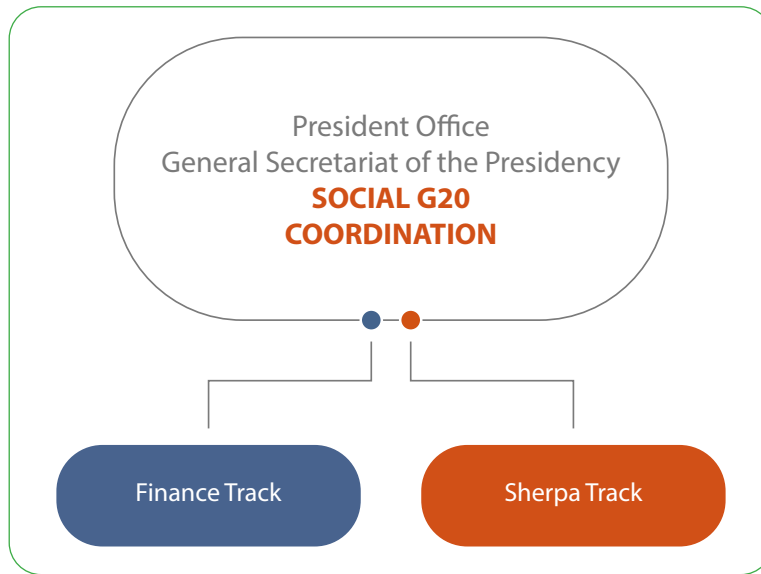 President Office
General Secretariat of the Presidency
SOCIAL G20
COORDINATION
Finance Track
Sherpa Track